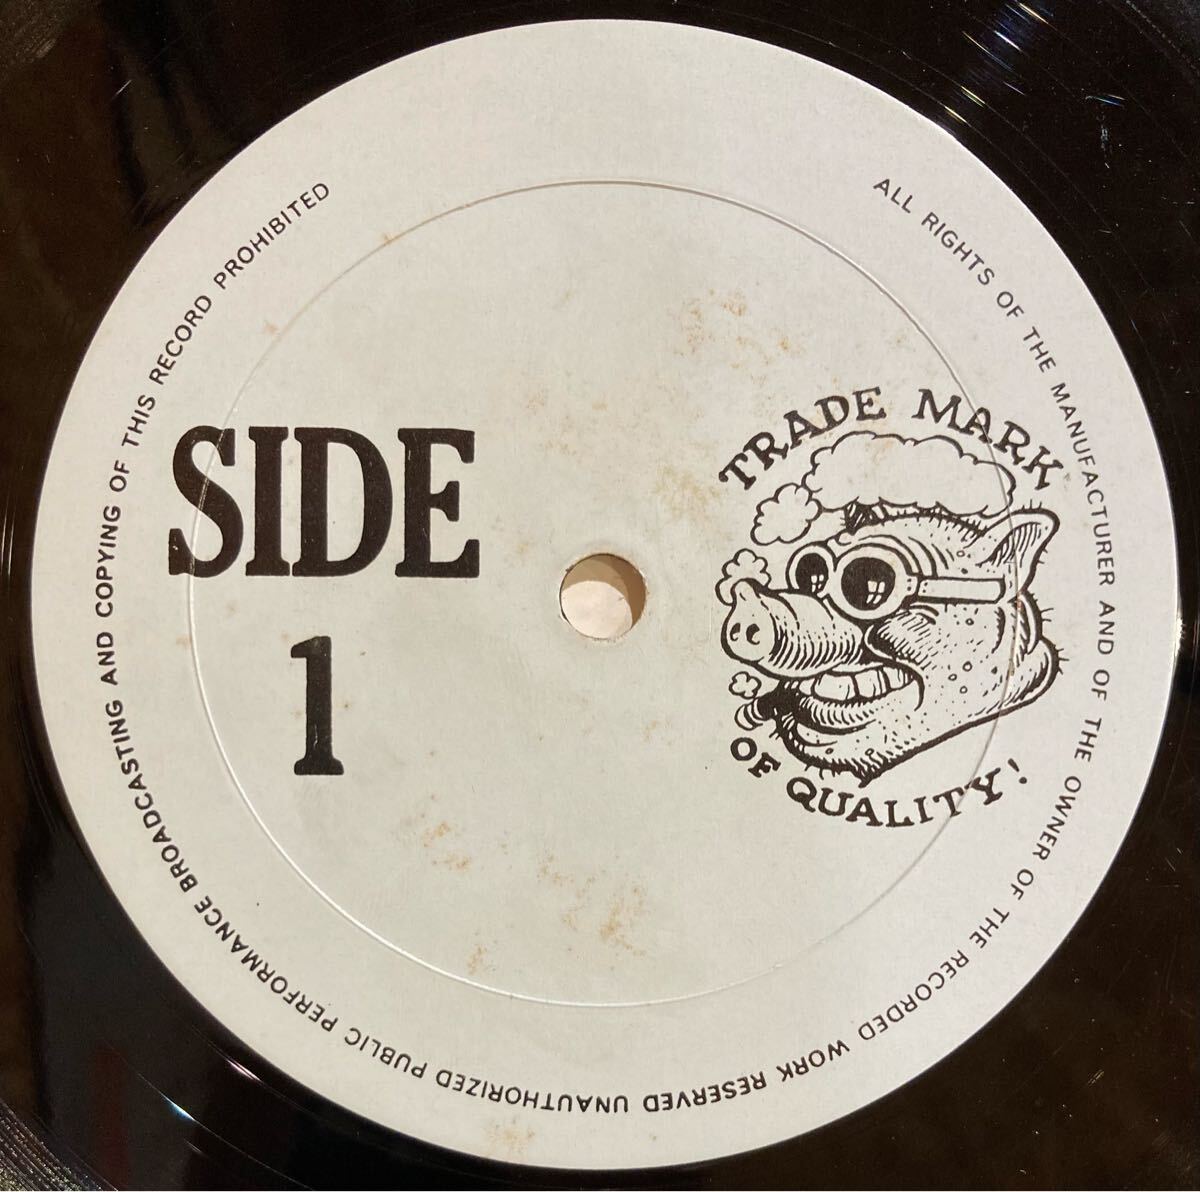 SIDE
1
TRADE MARK
OF QUALITY!
ALL RIGHTS OF THE MANUFACTURER AND OF THE OWNER OF THE RECORDED WORK RESERVED UNAUTHORIZED PUBLIC PERFORMANCE BROADCASTING AND COPYING OF THIS RECORD PROHIBITED